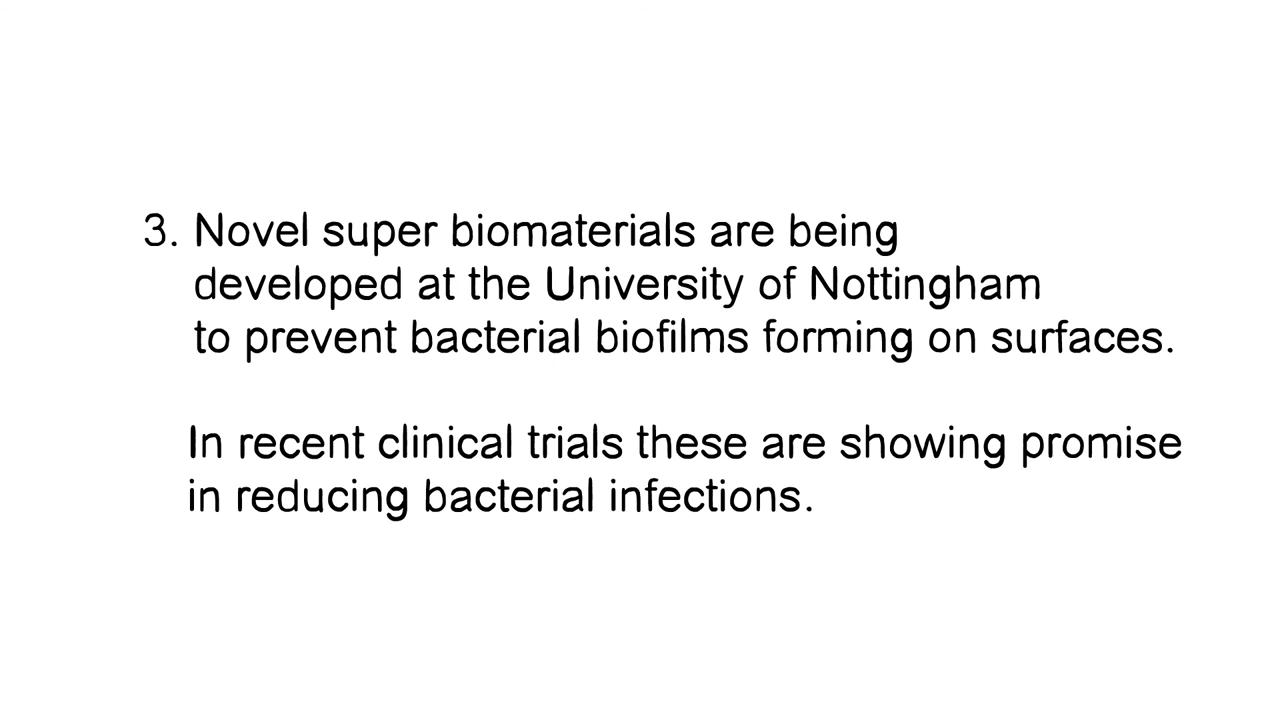 3. Novel super biomaterials are being
developed at the University of Nottingham
to prevent bacterial biofilms forming on surfaces.
In recent clinical trials these are showing promise
in reducing bacterial infections.